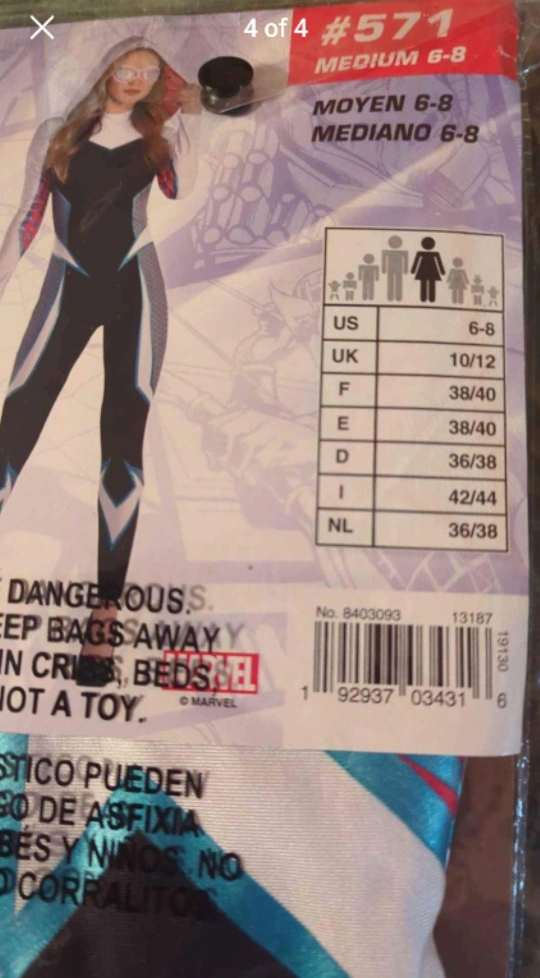 4 of 4
#571
MEDIUM 6-8
MOYEN 6-8
MEDIANO 6-8
US 6-8
UK 10/12
F 38/40
E 38/40
D 36/38
I 42/44
NL 36/38
DANGEROUS.
EEP BAGS AWAY
IN CRIBS, BEDS,
NOT A TOY.
MARVEL
© MARVEL
No. 8403093 13187
19130
1 92937 03431 6
STICO PUEDEN
GO DE ASFIXIA
BÉS Y NIÑOS. NO
O CORRALITOS